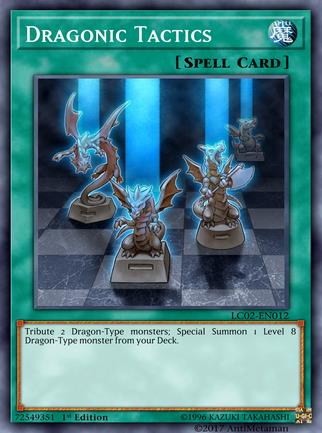 Dragonic Tactics
[Spell Card]
LC02-EN012
Tribute 2 Dragon-Type monsters; Special Summon 1 Level 8
Dragon-Type monster from your Deck.
72549351 1st Edition ©1996 KAZUKI TAKAHASHI
©2017 AntiMetaman